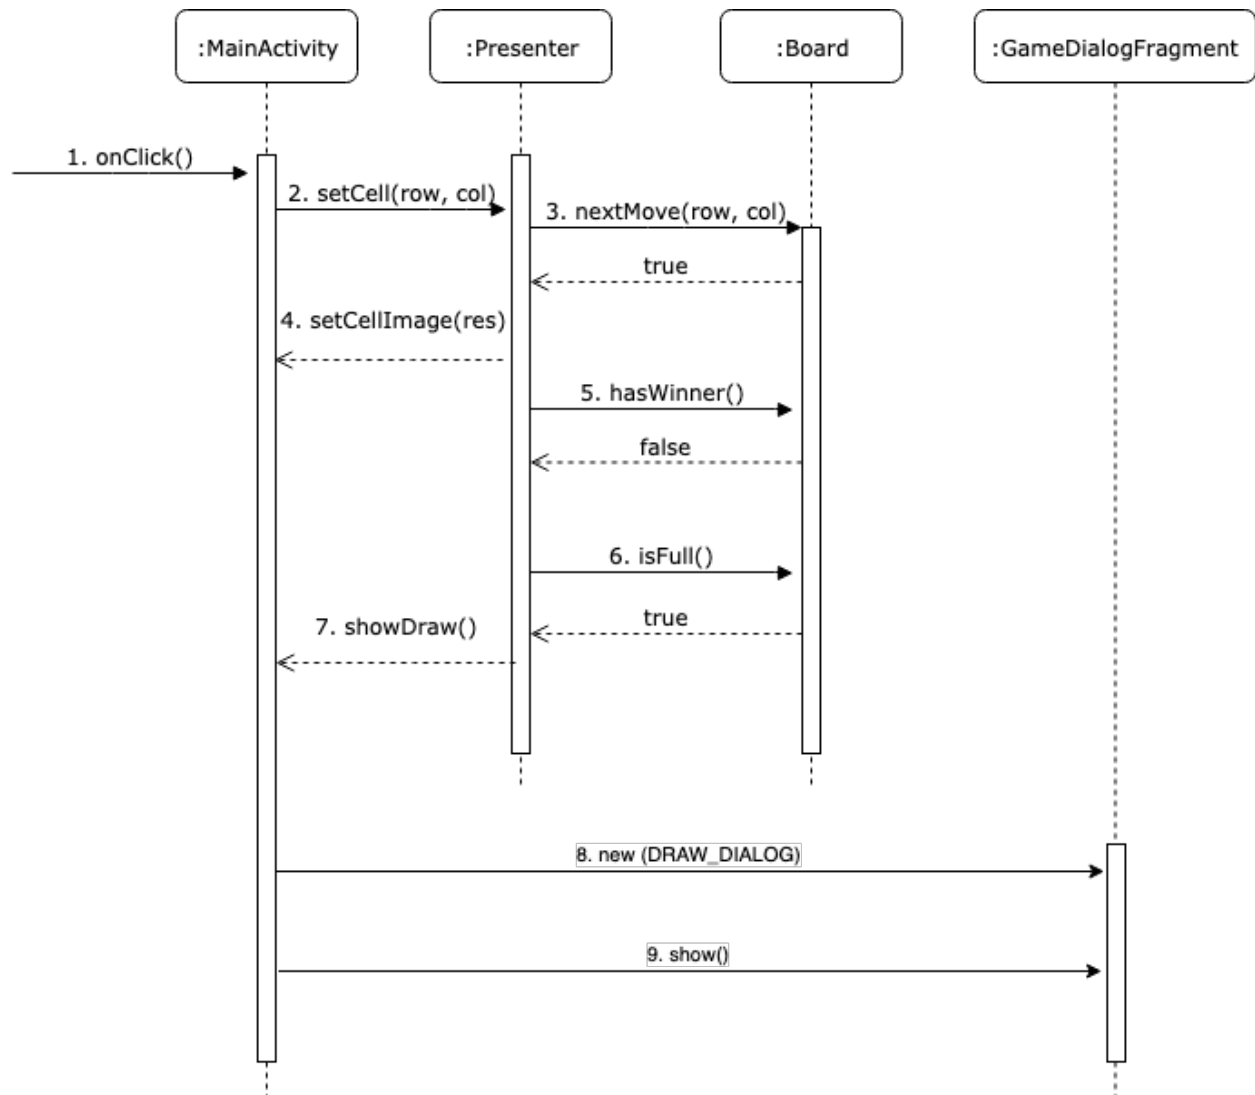 :MainActivity
:Presenter
:Board
:GameDialogFragment
1. onClick()
2. setCell(row, col)
3. nextMove(row, col)
true
4. setCellImage(res)
5. hasWinner()
false
6. isFull()
true
7. showDraw()
8. new (DRAW_DIALOG)
9. show()